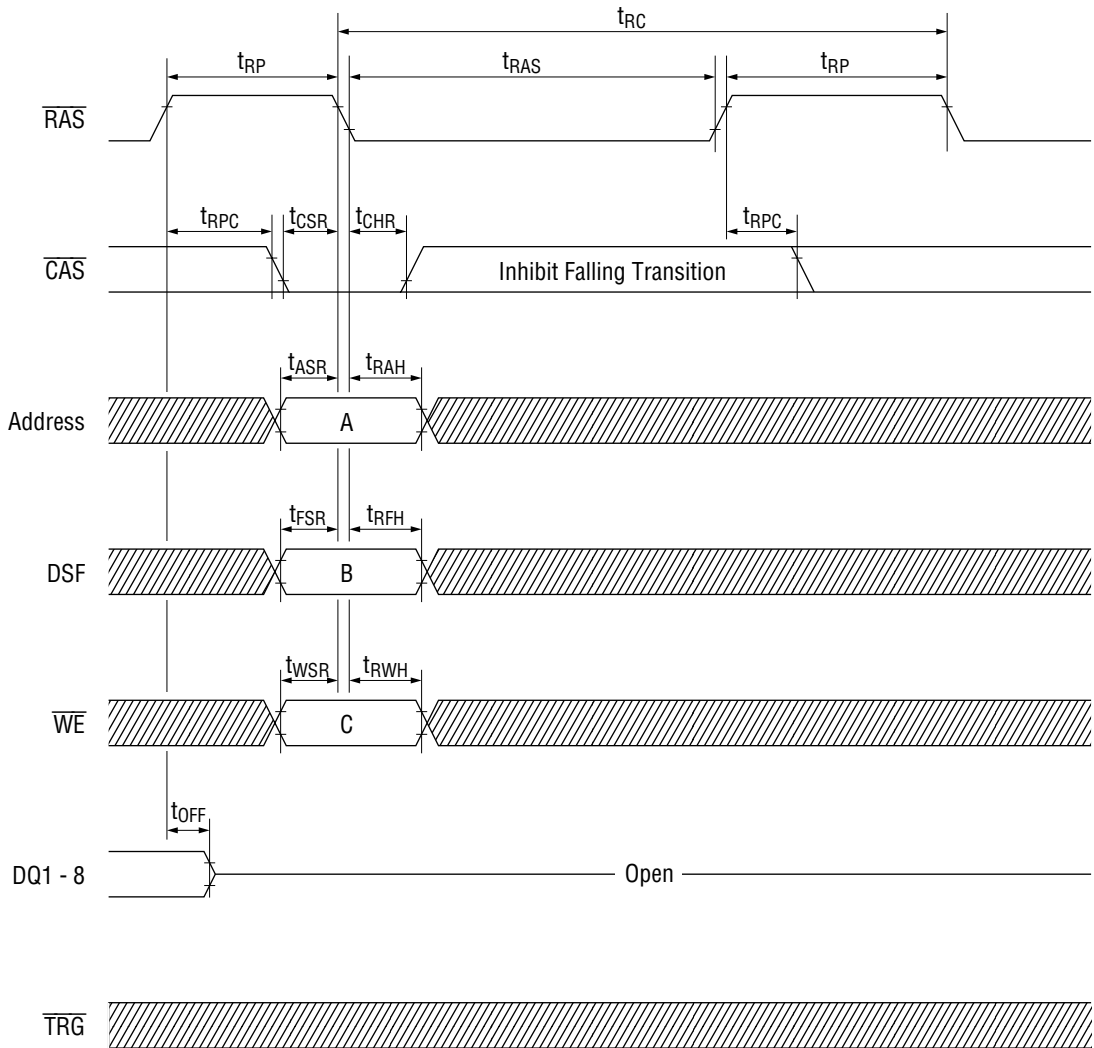 tRC
tRP tRAS tRP
RAS
tRPC tCSR tCHR tRPC
CAS Inhibit Falling Transition
tASR tRAH
Address A
tFSR tRFH
DSF B
tWSR tRWH
WE C
tOFF
DQ1 - 8 Open
TRG